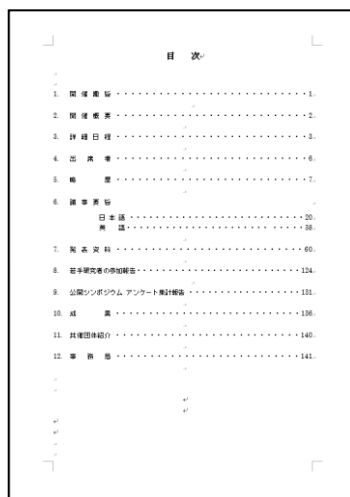 目　次
1.　開 催 趣 旨 ・・・・・・・・・・・・・・・・・・・・・・・・・・・・ 1
2.　開 催 概 要 ・・・・・・・・・・・・・・・・・・・・・・・・・・・・ 2
3.　詳 細 日 程 ・・・・・・・・・・・・・・・・・・・・・・・・・・・・ 3
4.　出　席　者 ・・・・・・・・・・・・・・・・・・・・・・・・・・・・ 6
5.　略　　歴 ・・・・・・・・・・・・・・・・・・・・・・・・・・・・ 7
6.　議 事 要 旨
日 本 語 ・・・・・・・・・・・・・・・・・・・・・・ 20
英　語 ・・・・・・・・・・・・・・・・・・・・・・ 38
7.　発 表 資 料 ・・・・・・・・・・・・・・・・・・・・・・・・・・・ 60
8.　若手研究者の参加報告 ・・・・・・・・・・・・・・・・・・・・ 124
9.　公開シンポジウム アンケート集計報告 ・・・・・・・・・・・・・ 131
10.　成　　果 ・・・・・・・・・・・・・・・・・・・・・・・・・・・ 136
11.　共催団体紹介 ・・・・・・・・・・・・・・・・・・・・・・・・ 140
12.　事　務　局 ・・・・・・・・・・・・・・・・・・・・・・・・・・ 141